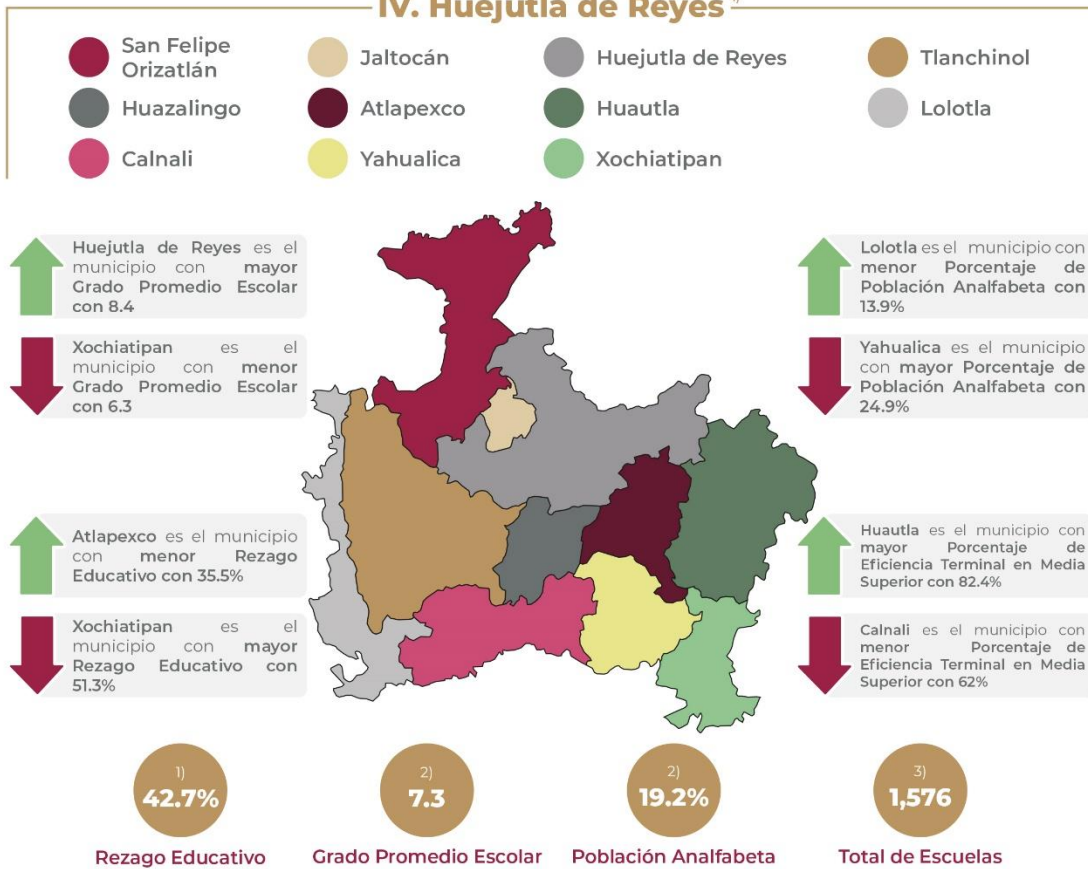 IV. Huejutla de Reyes
San Felipe
Orizatlán
Jaltocán
Huejutla de Reyes
Tlanchinol
Huazalingo
Atlapexco
Huautla
Lolotla
Calnali
Yahualica
Xochiatipan
Huejutla de Reyes es el
municipio con mayor
Grado Promedio Escolar
con 8.4
Xochiatipan es el
municipio con menor
Grado Promedio Escolar
con 6.3
Lolotla es el municipio con
menor Porcentaje de
Población Analfabeta con
13.9%
Yahualica es el municipio
con mayor Porcentaje de
Población Analfabeta con
24.9%
Atlapexco es el municipio
con menor Rezago
Educativo con 35.5%
Xochiatipan es el
municipio con mayor
Rezago Educativo con
51.3%
Huautla es el municipio con
mayor Porcentaje de
Eficiencia Terminal en Media
Superior con 82.4%
Calnali es el municipio con
menor Porcentaje de
Eficiencia Terminal en Media
Superior con 62%
1)
42.7%
Rezago Educativo
2)
7.3
Grado Promedio Escolar
2)
19.2%
Población Analfabeta
3)
1,576
Total de Escuelas